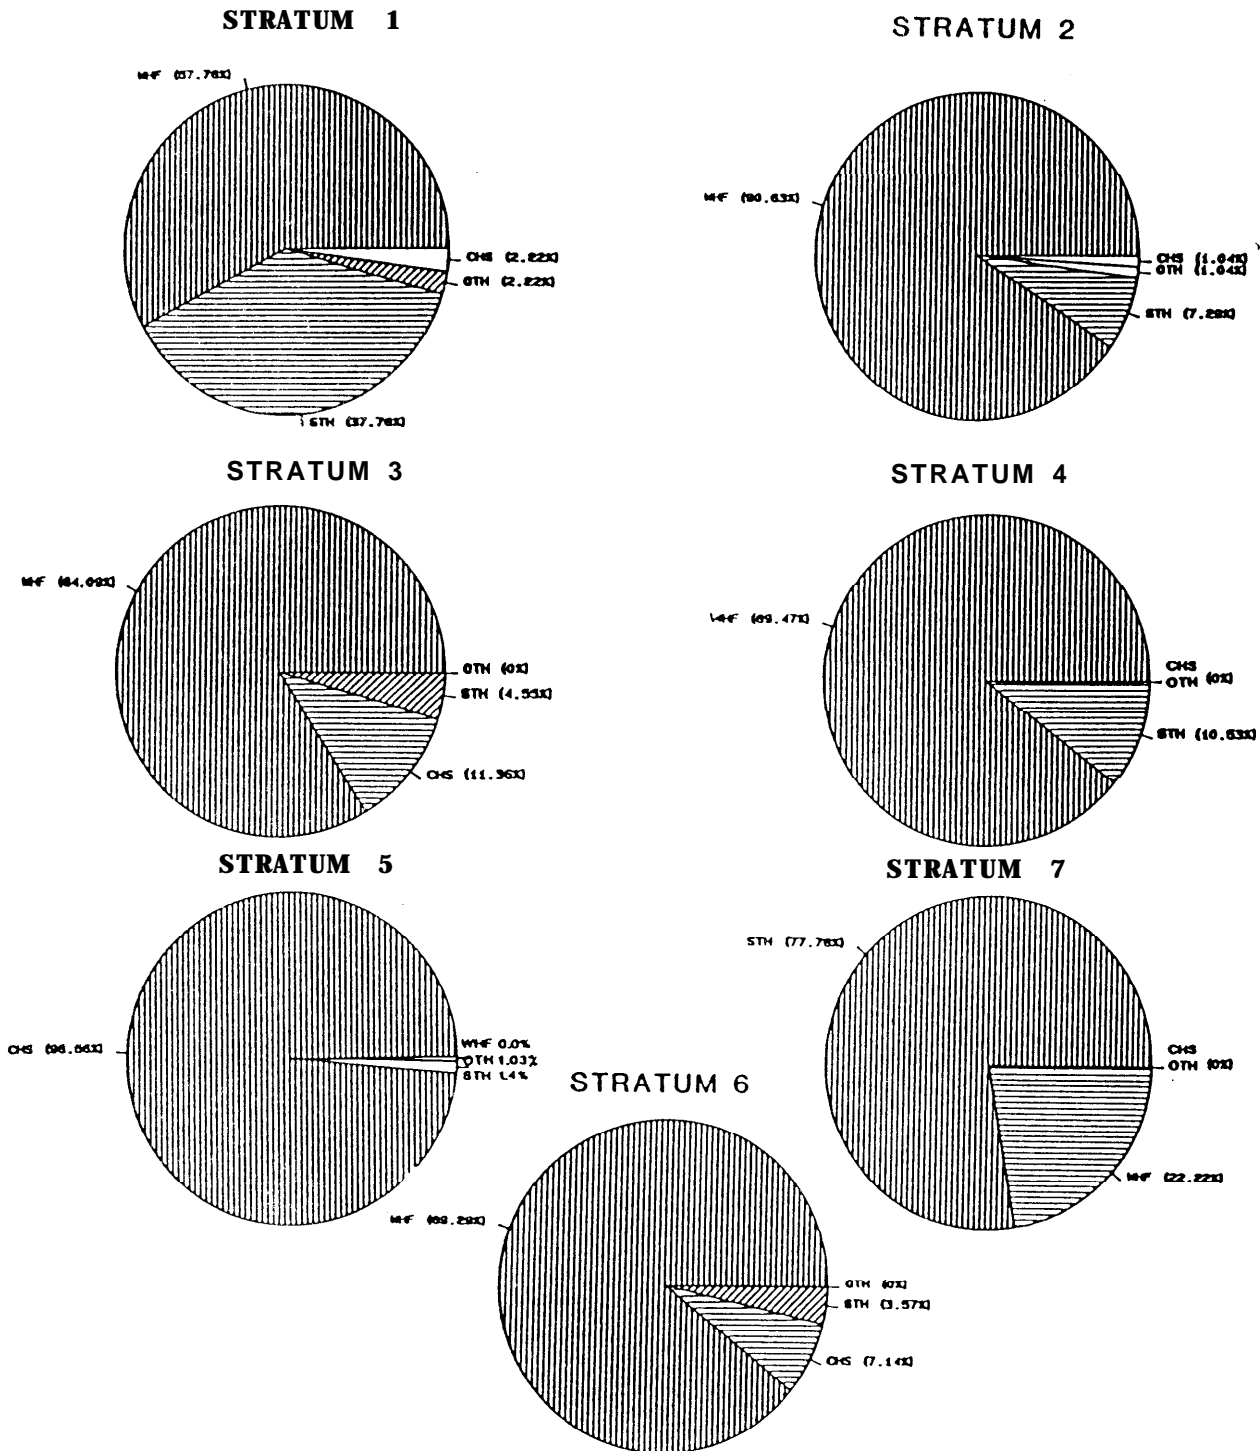 STRATUM 1
WHF (57.78%)
CHS (2.22%)
OTH (2.22%)
STH (37.78%)
STRATUM 2
WHF (90.63%)
CHS (1.04%)
OTH (1.04%)
STH (7.29%)
STRATUM 3
WHF (84.09%)
OTH (0%)
STH (4.55%)
CHS (11.36%)
STRATUM 4
WHF (89.47%)
CHS
OTH (0%)
STH (10.53%)
STRATUM 5
CHS (96.56%)
WHF 0.0%
OTH 1.03%
STH 1.4%
STRATUM 7
STH (77.78%)
CHS
OTH (0%)
WHF (22.22%)
STRATUM 6
WHF (89.29%)
OTH (0%)
STH (3.57%)
CHS (7.14%)